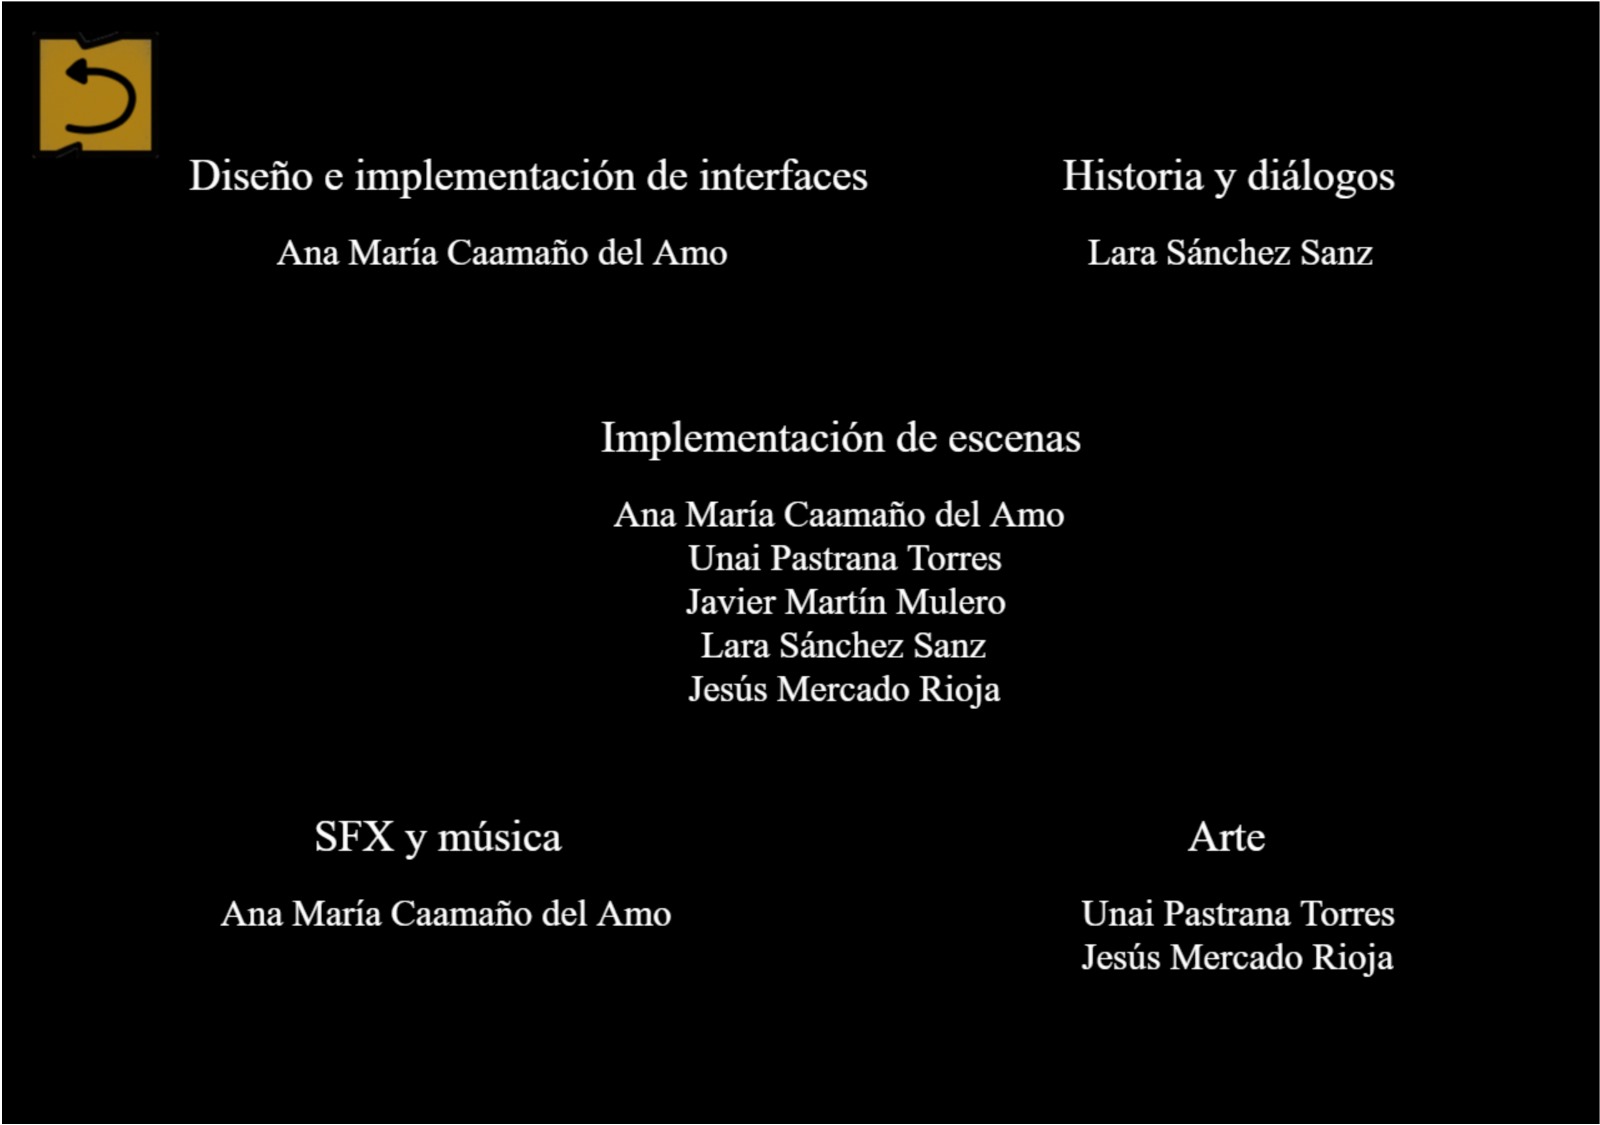 Diseño e implementación de interfaces
Ana María Caamaño del Amo
Historia y diálogos
Lara Sánchez Sanz
Implementación de escenas
Ana María Caamaño del Amo
Unai Pastrana Torres
Javier Martín Mulero
Lara Sánchez Sanz
Jesús Mercado Rioja
SFX y música
Ana María Caamaño del Amo
Arte
Unai Pastrana Torres
Jesús Mercado Rioja